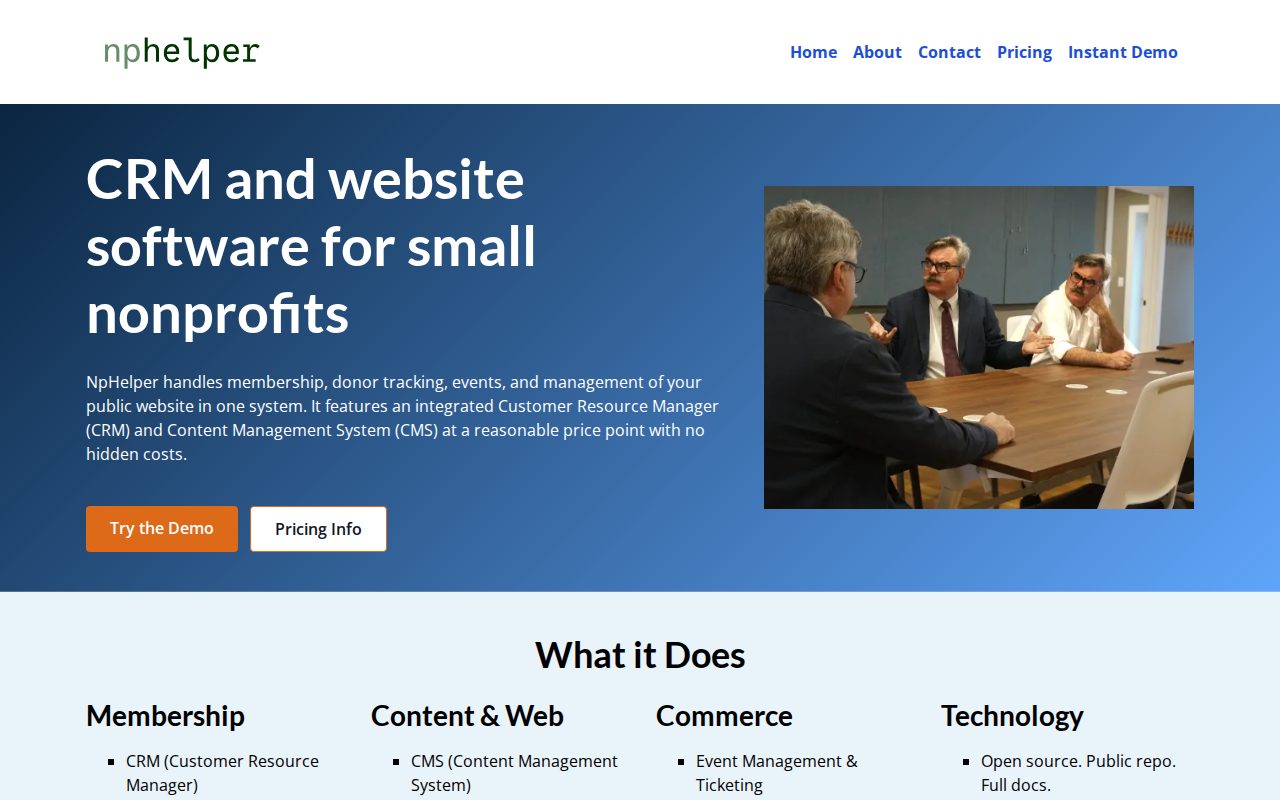 nphelper
Home About Contact Pricing Instant Demo
CRM and website
software for small
nonprofits
NpHelper handles membership, donor tracking, events, and management of your
public website in one system. It features an integrated Customer Resource Manager
(CRM) and Content Management System (CMS) at a reasonable price point with no
hidden costs.
Try the Demo Pricing Info
What it Does
Membership
CRM (Customer Resource
Manager)
Content & Web
CMS (Content Management
System)
Commerce
Event Management &
Ticketing
Technology
Open source. Public repo.
Full docs.